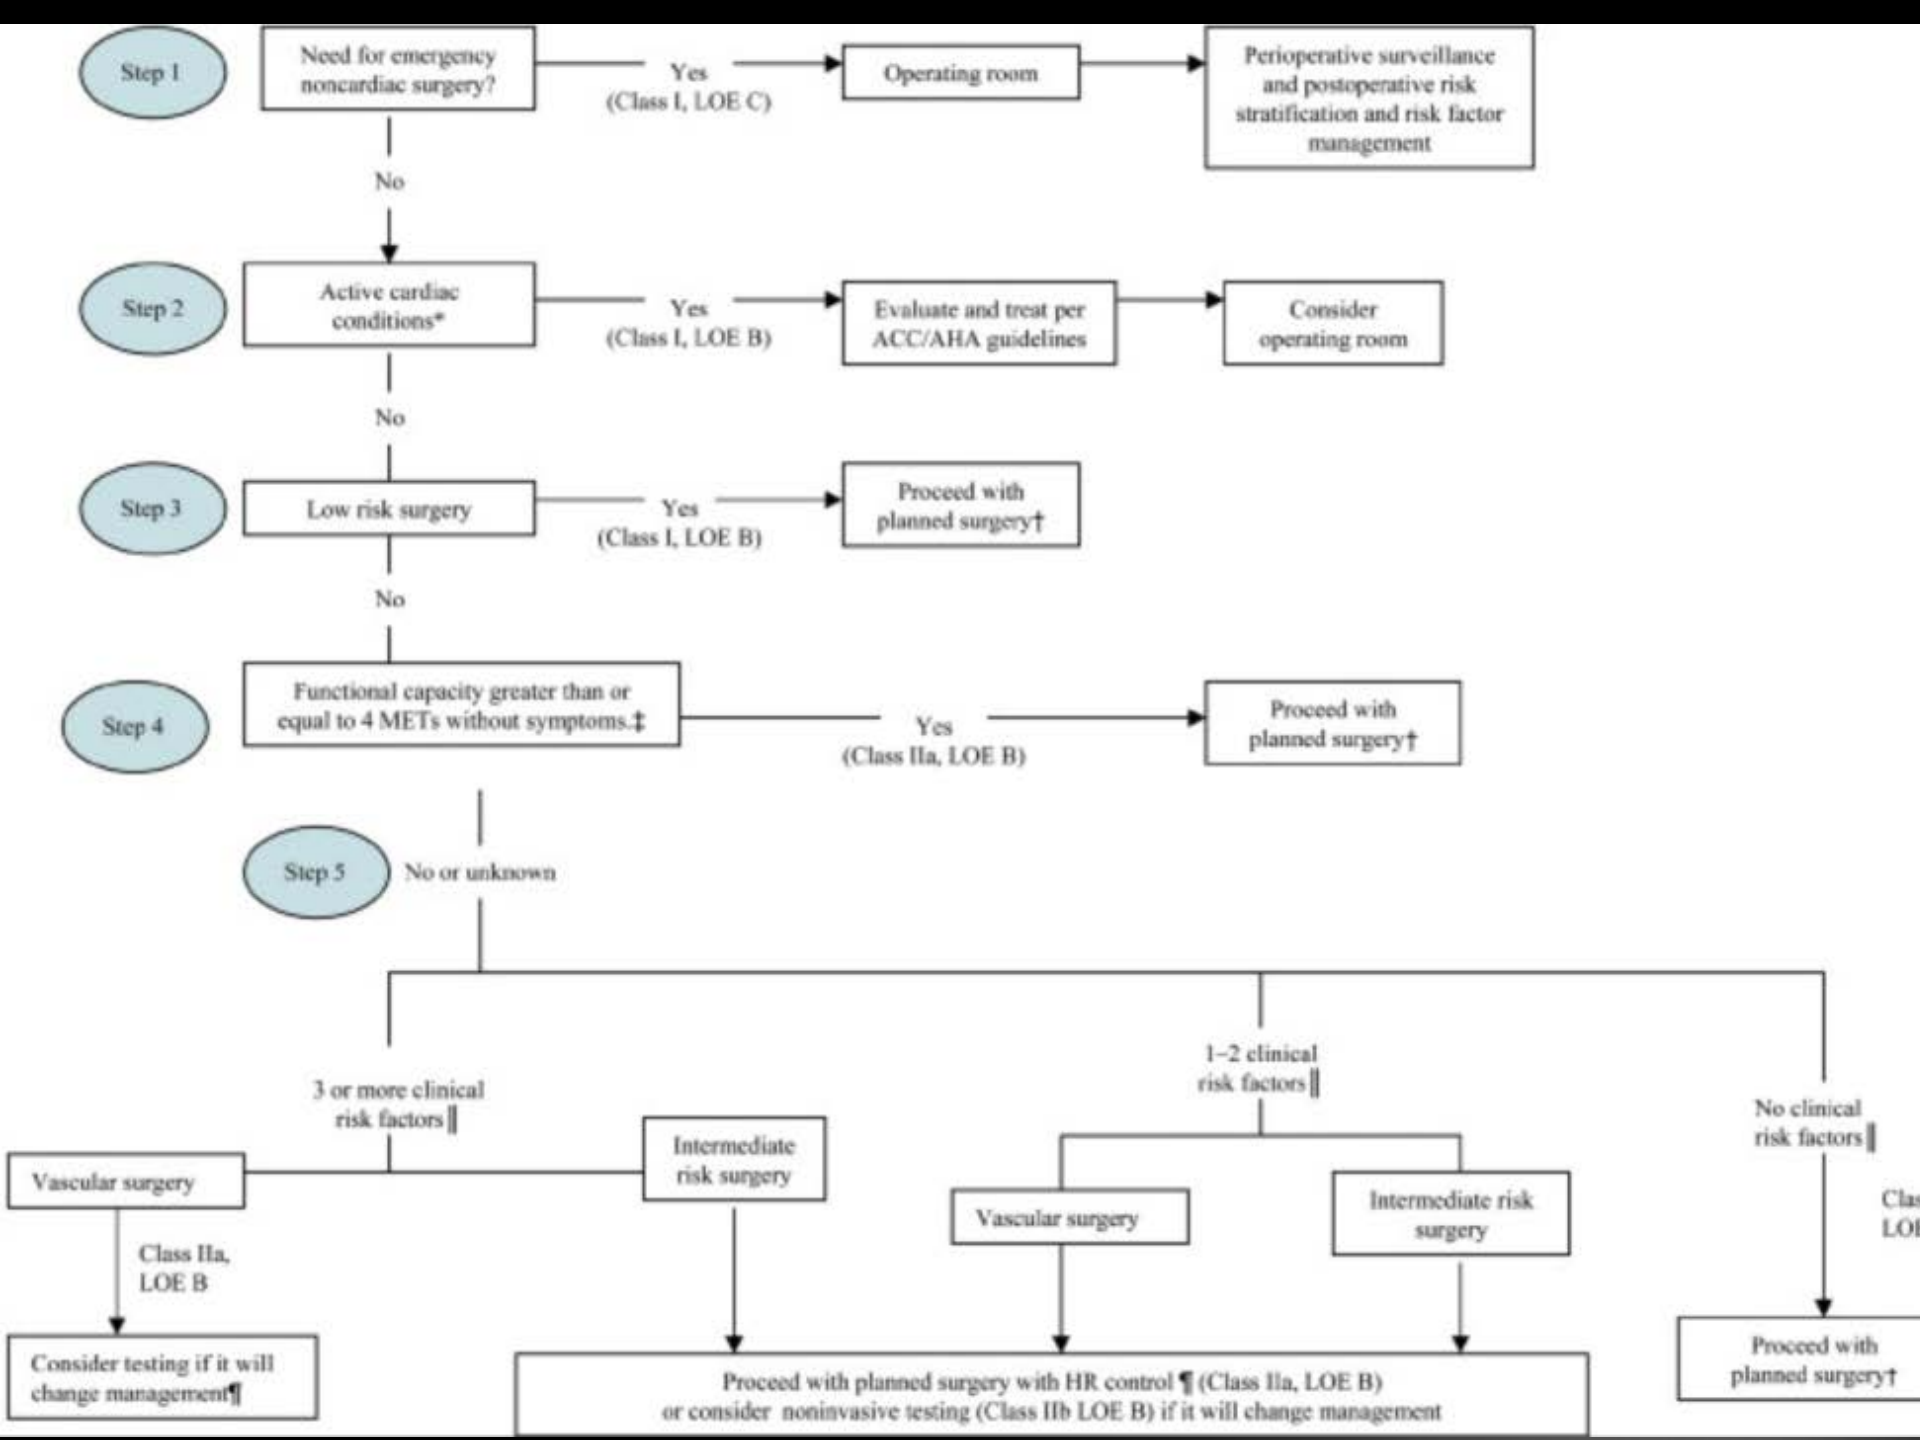 Step 1
Need for emergency
noncardiac surgery?
Yes
(Class I, LOE C)
Operating room
Perioperative surveillance
and postoperative risk
stratification and risk factor
management
No
Step 2
Active cardiac
conditions*
Yes
(Class I, LOE B)
Evaluate and treat per
ACC/AHA guidelines
Consider
operating room
No
Step 3
Low risk surgery
Yes
(Class I, LOE B)
Proceed with
planned surgery†
No
Step 4
Functional capacity greater than or
equal to 4 METs without symptoms.‡
Yes
(Class IIa, LOE B)
Proceed with
planned surgery†
Step 5
No or unknown
3 or more clinical
risk factors‖
1–2 clinical
risk factors‖
No clinical
risk factors‖
Vascular surgery
Intermediate
risk surgery
Vascular surgery
Intermediate risk
surgery
Class IIa,
LOE B
Consider testing if it will
change management¶
Proceed with planned surgery with HR control ¶ (Class IIa, LOE B)
or consider noninvasive testing (Class IIb LOE B) if it will change management
Proceed with
planned surgery†